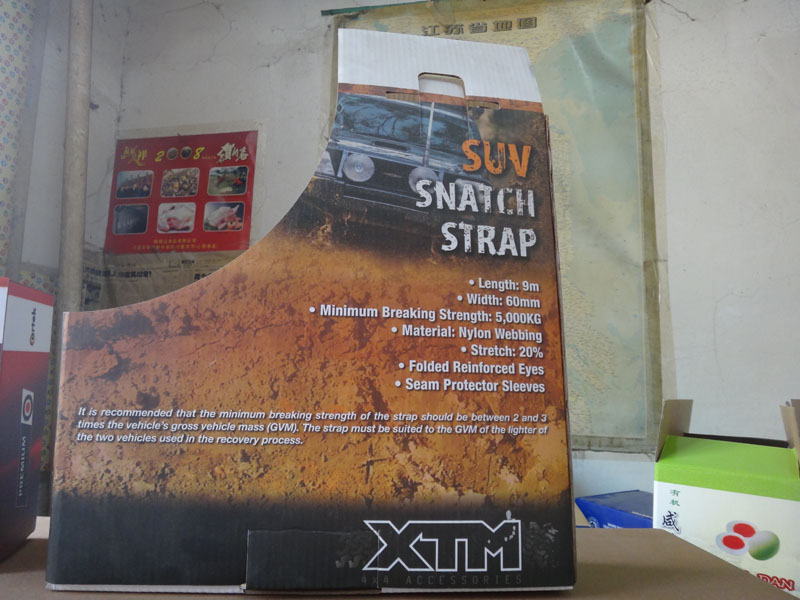 江苏省地图
2008
SUV
SNATCH
STRAP
• Length: 9m
• Width: 60mm
• Minimum Breaking Strength: 5,000KG
• Material: Nylon Webbing
• Stretch: 20%
• Folded Reinforced Eyes
• Seam Protector Sleeves
It is recommended that the minimum breaking strength of the strap should be between 2 and 3
times the vehicle's gross vehicle mass (GVM). The strap must be suited to the GVM of the lighter of
the two vehicles used in the recovery process.
XTM
4x4 ACCESSORIES
PREMIUM
有机
咸
DAN